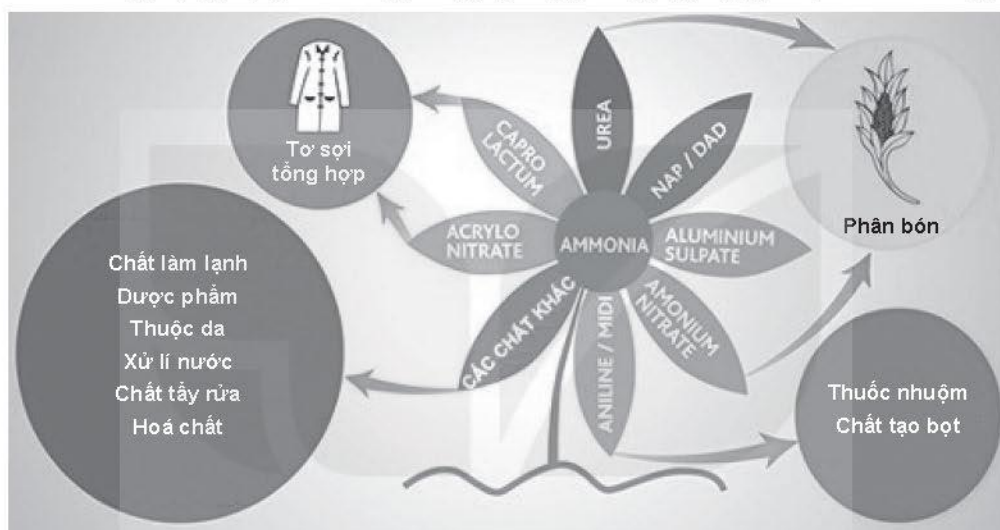 Tơ sợi
tổng hợp
CAPRO
LACTUM
UREA
NAP / DAD
Phân bón
ACRYLO
NITRATE
AMMONIA
ALUMINIUM
SULPATE
Chất làm lạnh
Dược phẩm
Thuộc da
Xử lí nước
Chất tẩy rửa
Hoá chất
CÁC CHẤT KHÁC
ANILINE / MIDI
AMONIUM
NITRATE
Thuốc nhuộm
Chất tạo bọt